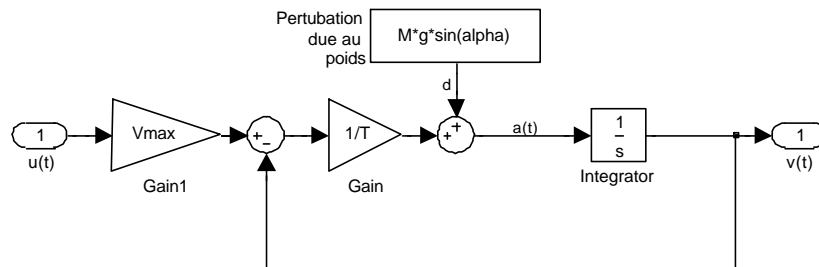 Pertubation
due au
poids
M*g*sin(alpha)
d
1
u(t)
Vmax
Gain1
+
-
1/T
Gain
+
+
a(t)
1
s
Integrator
1
v(t)